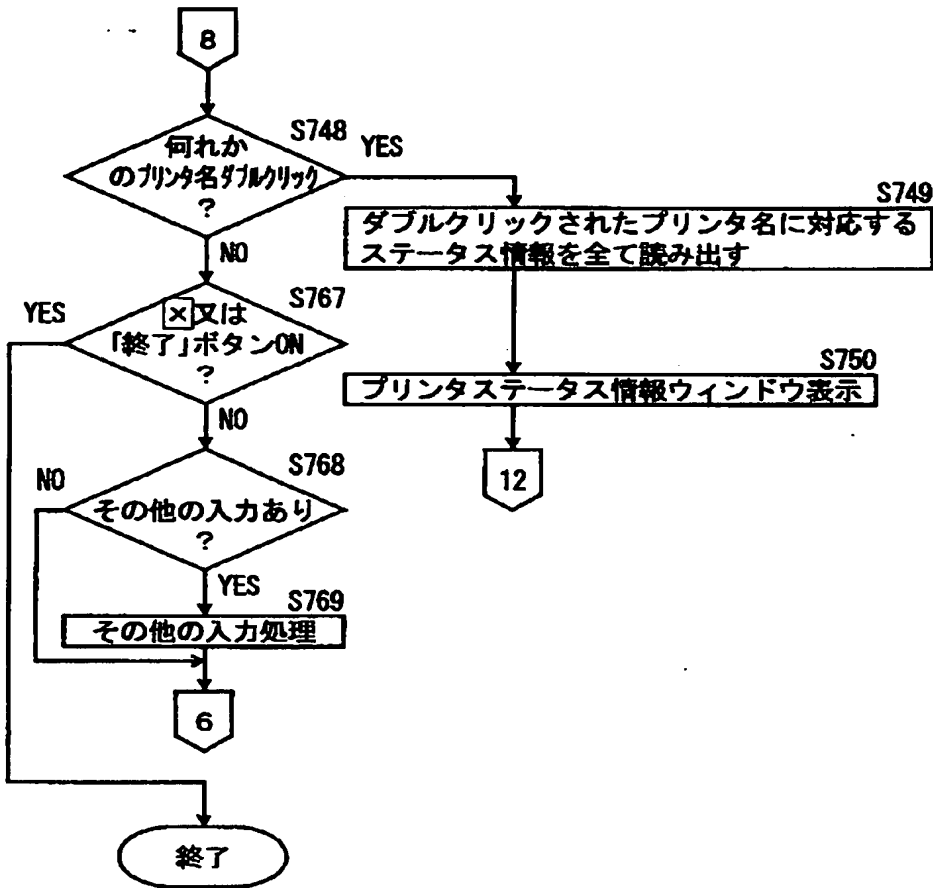 8
S748
何れか
のプリンタ名ダブルクリック
?
YES
NO
S749
ダブルクリックされたプリンタ名に対応する
ステータス情報を全て読み出す
S767
YES
×又は
「終了」ボタンON
?
NO
S750
プリンタステータス情報ウィンドウ表示
12
S768
NO
その他の入力あり
?
YES
S769
その他の入力処理
6
終了